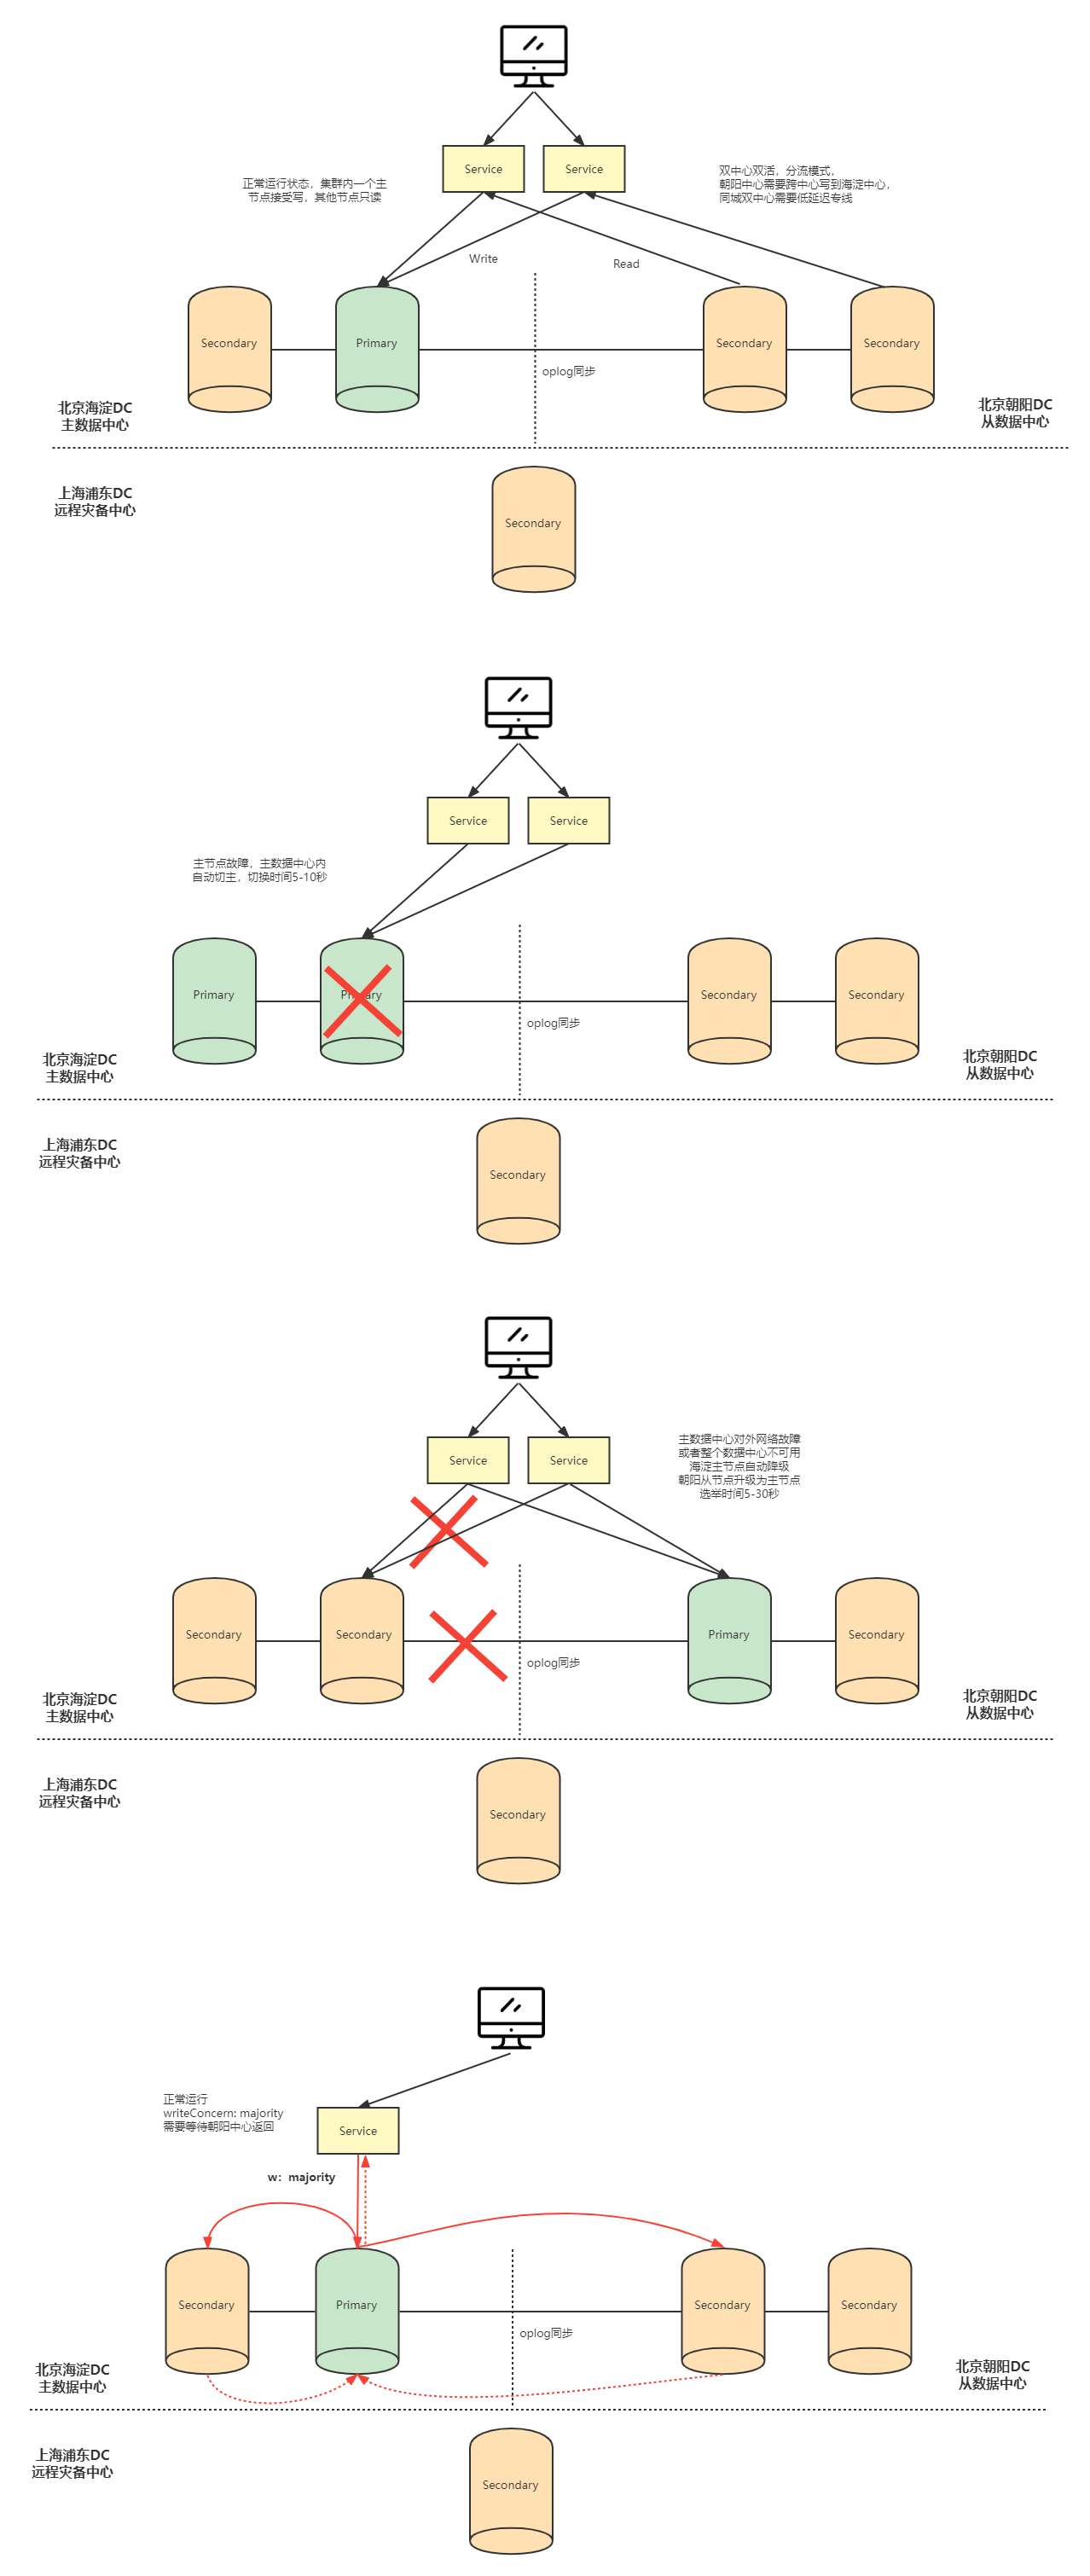 Service
Service
正常运行状态，集群内一个主
节点接受写，其他节点只读
双中心双活，分流模式，
朝阳中心需要跨中心写到海淀中心，
同城双中心需要低延迟专线
Write
Read
Secondary
Primary
Secondary
Secondary
oplog同步
北京海淀DC
主数据中心
北京朝阳DC
从数据中心
上海浦东DC
远程灾备中心
Secondary
Service
Service
主节点故障，主数据中心内
自动切主，切换时间5-10秒
Primary
Primary
Secondary
Secondary
oplog同步
北京海淀DC
主数据中心
北京朝阳DC
从数据中心
上海浦东DC
远程灾备中心
Secondary
Service
Service
主数据中心对外网络故障
或者整个数据中心不可用
海淀主节点自动降级
朝阳从节点升级为主节点
选举时间5-30秒
Secondary
Secondary
Primary
Secondary
oplog同步
北京海淀DC
主数据中心
北京朝阳DC
从数据中心
上海浦东DC
远程灾备中心
Secondary
正常运行
writeConcern: majority
需要等待朝阳中心返回
Service
w：majority
Secondary
Primary
Secondary
Secondary
oplog同步
北京海淀DC
主数据中心
北京朝阳DC
从数据中心
上海浦东DC
远程灾备中心
Secondary